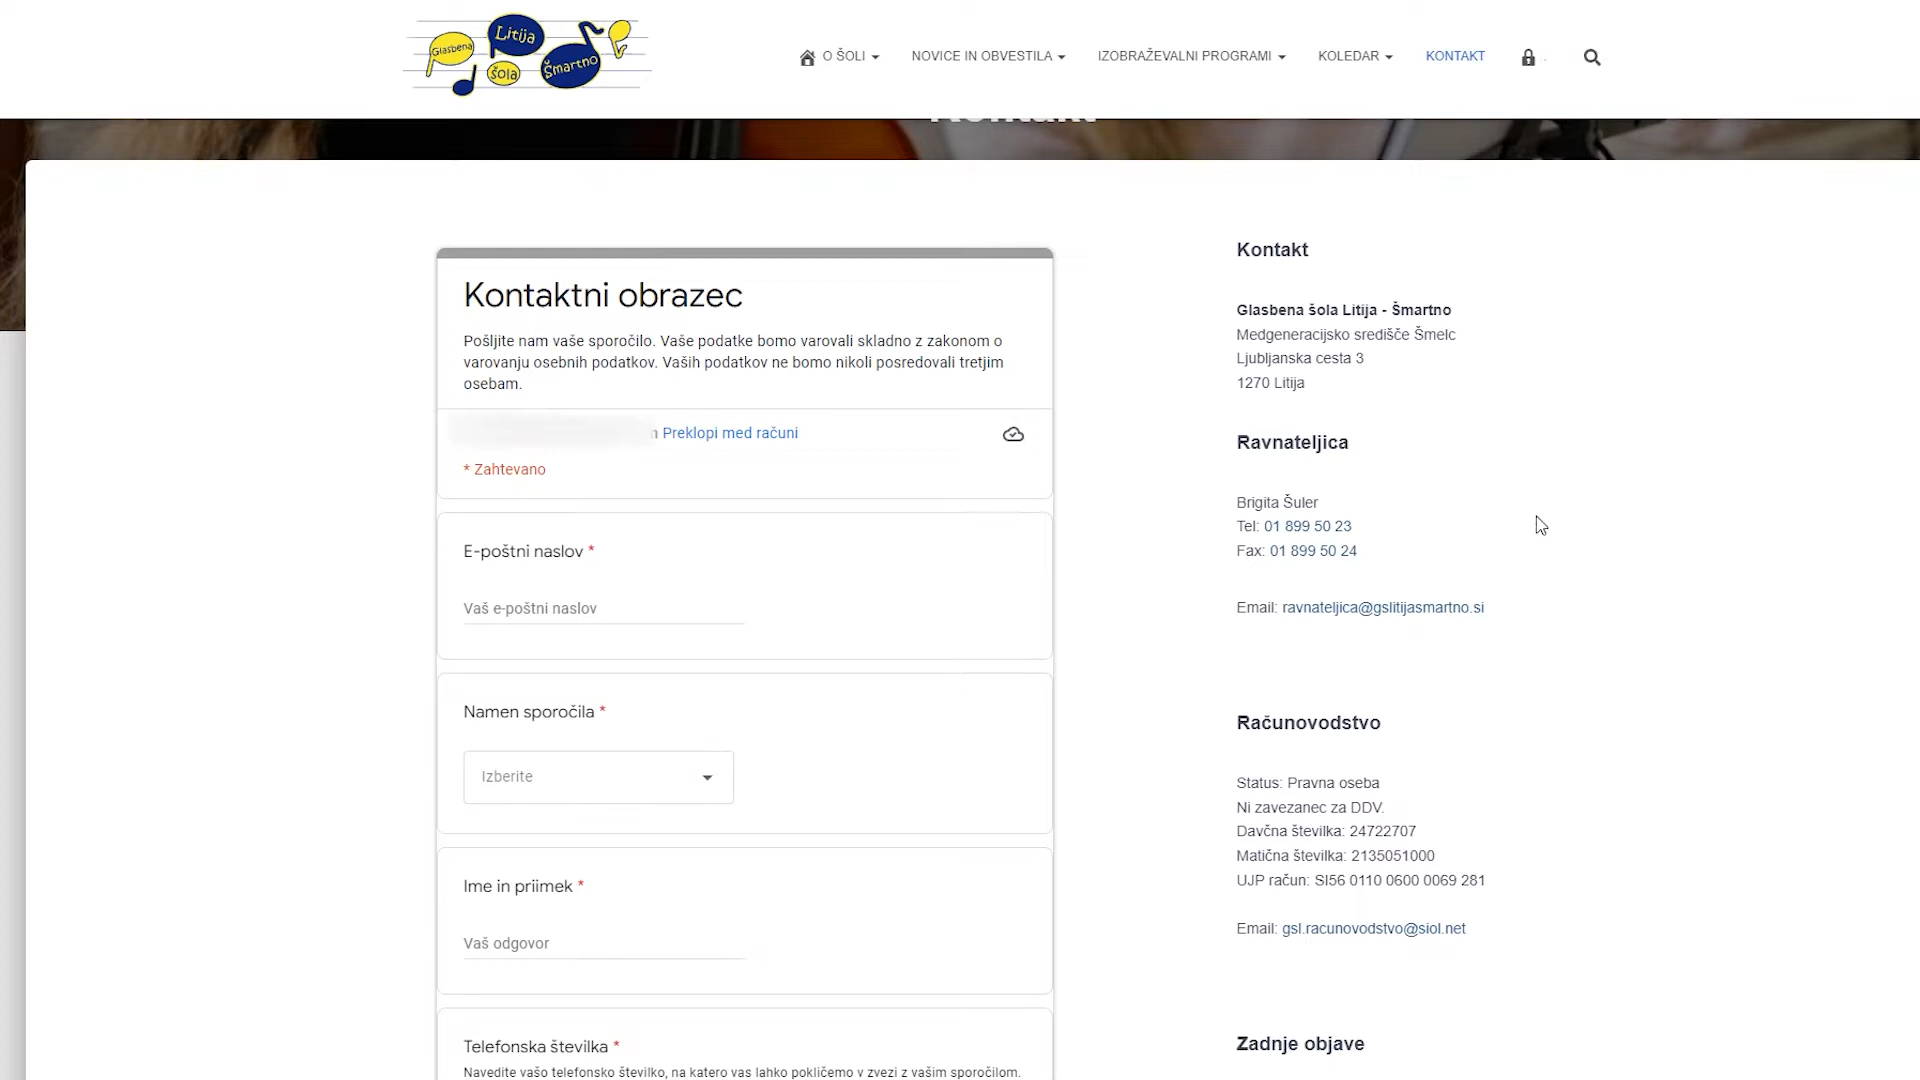 Glasbena
Litija
šola
Šmartno
O ŠOLI
NOVICE IN OBVESTILA
IZOBRAŽEVALNI PROGRAMI
KOLEDAR
KONTAKT
Kontakt
Kontaktni obrazec
Pošljite nam vaše sporočilo. Vaše podatke bomo varovali skladno z zakonom o
varovanju osebnih podatkov. Vaših podatkov ne bomo nikoli posredovali tretjim
osebam.
Preklopi med računi
* Zahtevano
E-poštni naslov *
Vaš e-poštni naslov
Namen sporočila *
Izberite
Ime in priimek *
Vaš odgovor
Telefonska številka *
Navedite vašo telefonsko številko, na katero vas lahko pokličemo v zvezi z vašim sporočilom.
Kontakt
Glasbena šola Litija - Šmartno
Medgeneracijsko središče Šmelc
Ljubljanska cesta 3
1270 Litija
Ravnateljica
Brigita Šuler
Tel: 01 899 50 23
Fax: 01 899 50 24
Email: ravnateljica@gslitijasmartno.si
Računovodstvo
Status: Pravna oseba
Ni zavezanec za DDV.
Davčna številka: 24722707
Matična številka: 2135051000
UJP račun: SI56 0110 0600 0069 281
Email: gsl.racunovodstvo@siol.net
Zadnje objave